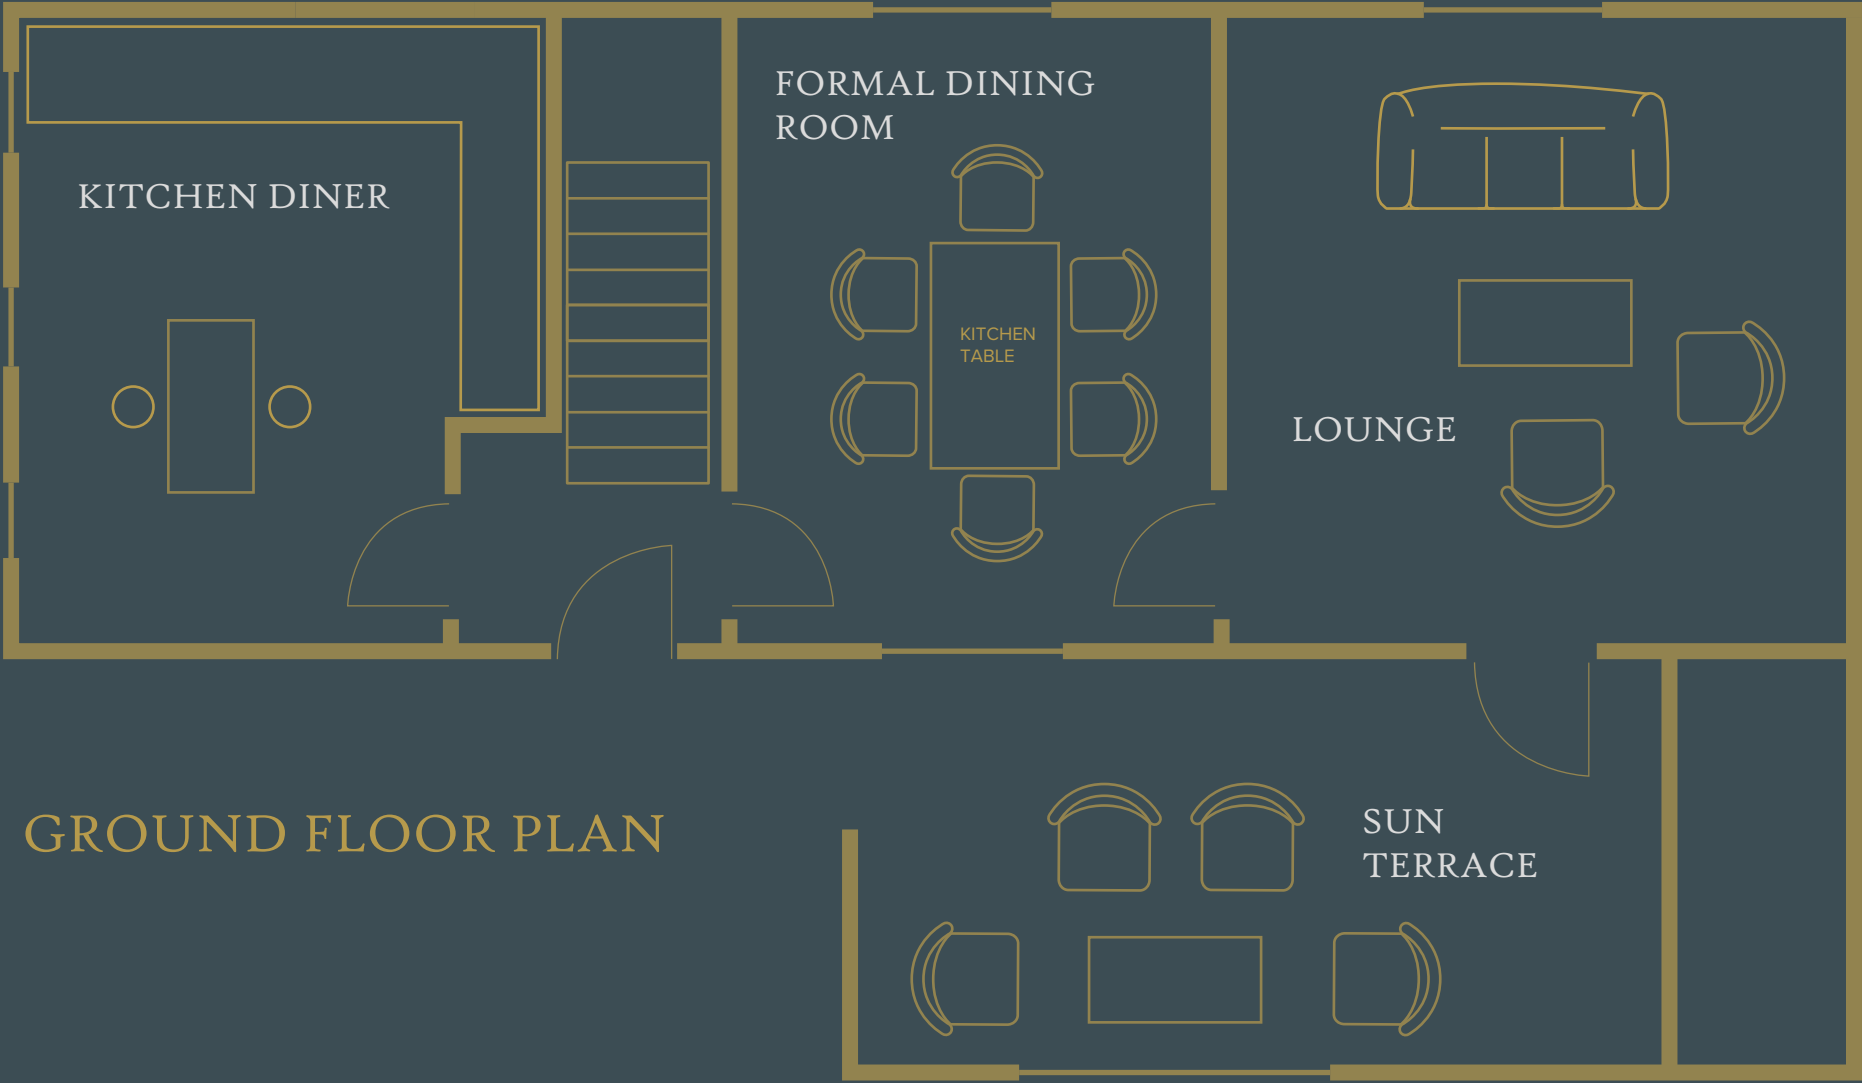 FORMAL DINING
ROOM
KITCHEN DINER
KITCHEN
TABLE
LOUNGE
GROUND FLOOR PLAN
SUN
TERRACE